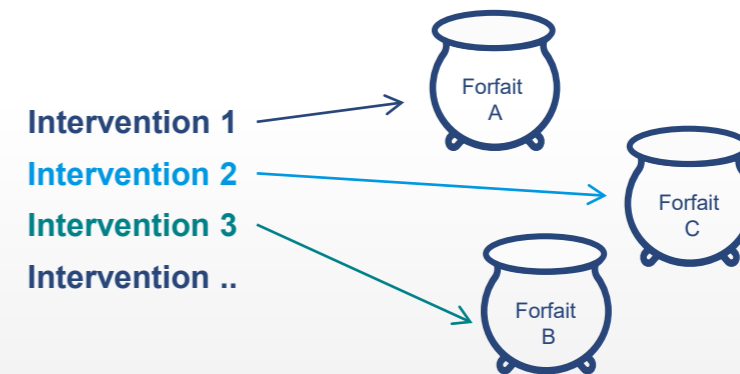 Intervention 1
Intervention 2
Intervention 3
Intervention ..
Forfait
A
Forfait
C
Forfait
B